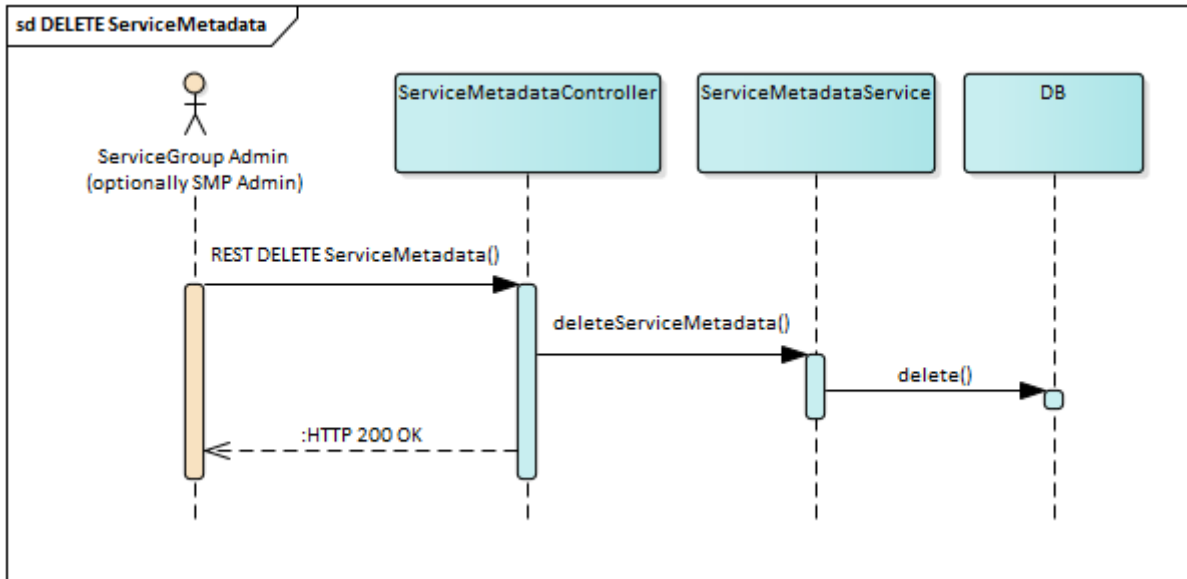 sd DELETE ServiceMetadata
ServiceMetadataController
ServiceMetadataService
DB
ServiceGroup Admin
(optionally SMP Admin)
REST DELETE ServiceMetadata()
deleteServiceMetadata()
delete()
:HTTP 200 OK